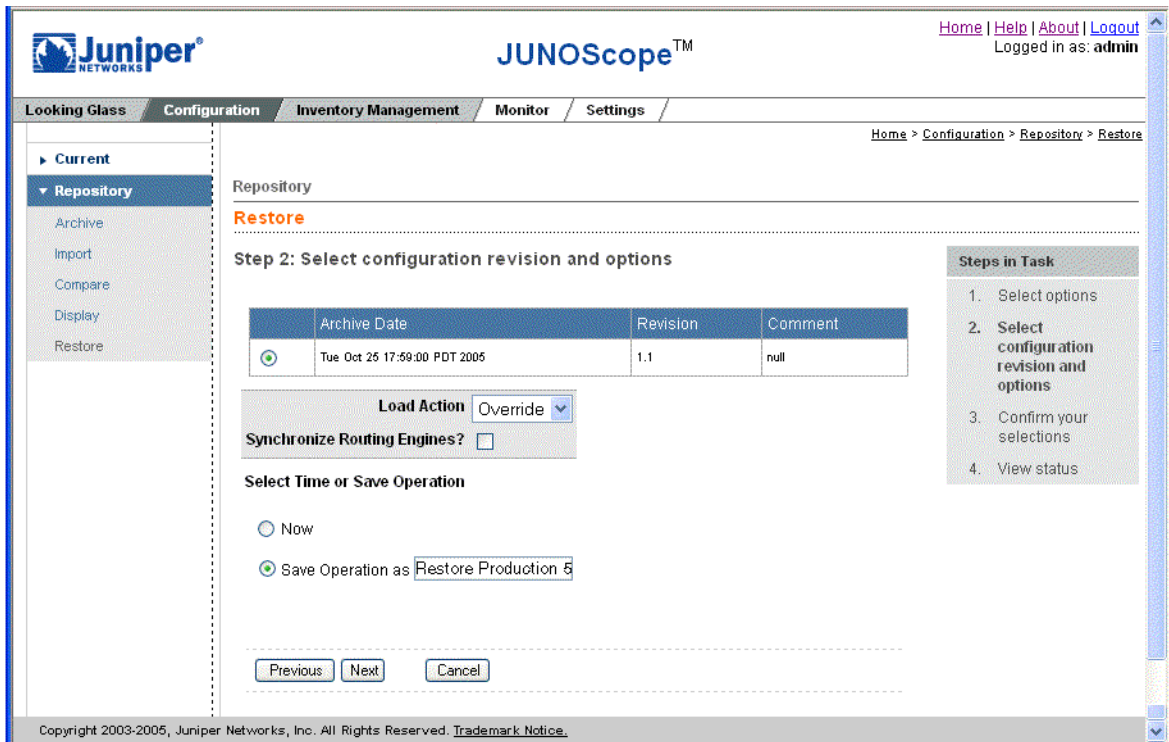 Juniper®
NETWORKS
JUNOScope™
Home | Help | About | Logout
Logged in as: admin
Looking Glass / Configuration / Inventory Management / Monitor / Settings /
Home > Configuration > Repository > Restore
Current
Repository
Archive
Import
Compare
Display
Restore
Repository
Restore
Step 2: Select configuration revision and options
Archive Date Revision Comment
Tue Oct 25 17:59:00 PDT 2005 1.1 null
Load Action Override
Synchronize Routing Engines?
Select Time or Save Operation
Now
Save Operation as Restore Production 5
Previous Next Cancel
Steps in Task
1. Select options
2. Select
configuration
revision and
options
3. Confirm your
selections
4. View status
Copyright 2003-2005, Juniper Networks, Inc. All Rights Reserved. Trademark Notice.